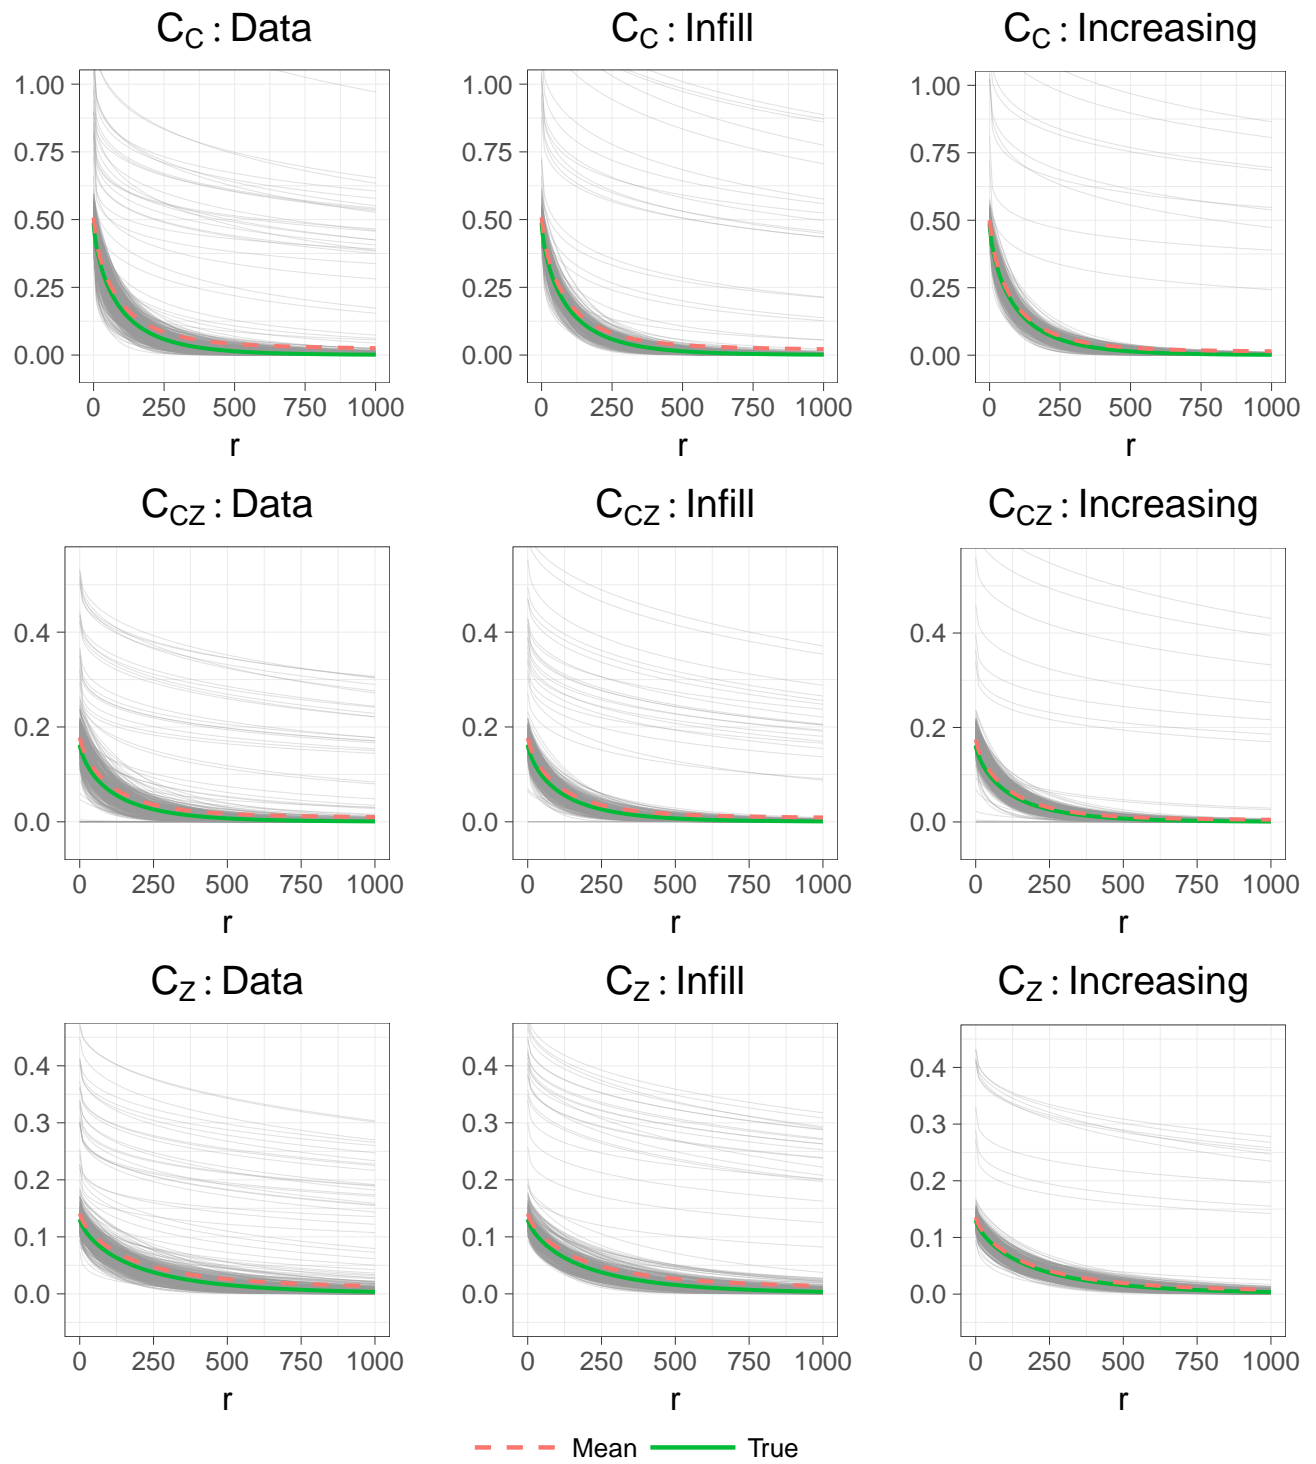 C_C : Data C_C : Infill C_C : Increasing
1.00 1.00 1.00
0.75 0.75 0.75
0.50 0.50 0.50
0.25 0.25 0.25
0.00 0.00 0.00
0 250 500 750 1000 0 250 500 750 1000 0 250 500 750 1000
r r r
C_CZ : Data C_CZ : Infill C_CZ : Increasing
0.4 0.4 0.4
0.2 0.2 0.2
0.0 0.0 0.0
0 250 500 750 1000 0 250 500 750 1000 0 250 500 750 1000
r r r
C_Z : Data C_Z : Infill C_Z : Increasing
0.4 0.4 0.4
0.3 0.3 0.3
0.2 0.2 0.2
0.1 0.1 0.1
0.0 0.0 0.0
0 250 500 750 1000 0 250 500 750 1000 0 250 500 750 1000
r r r
Mean True